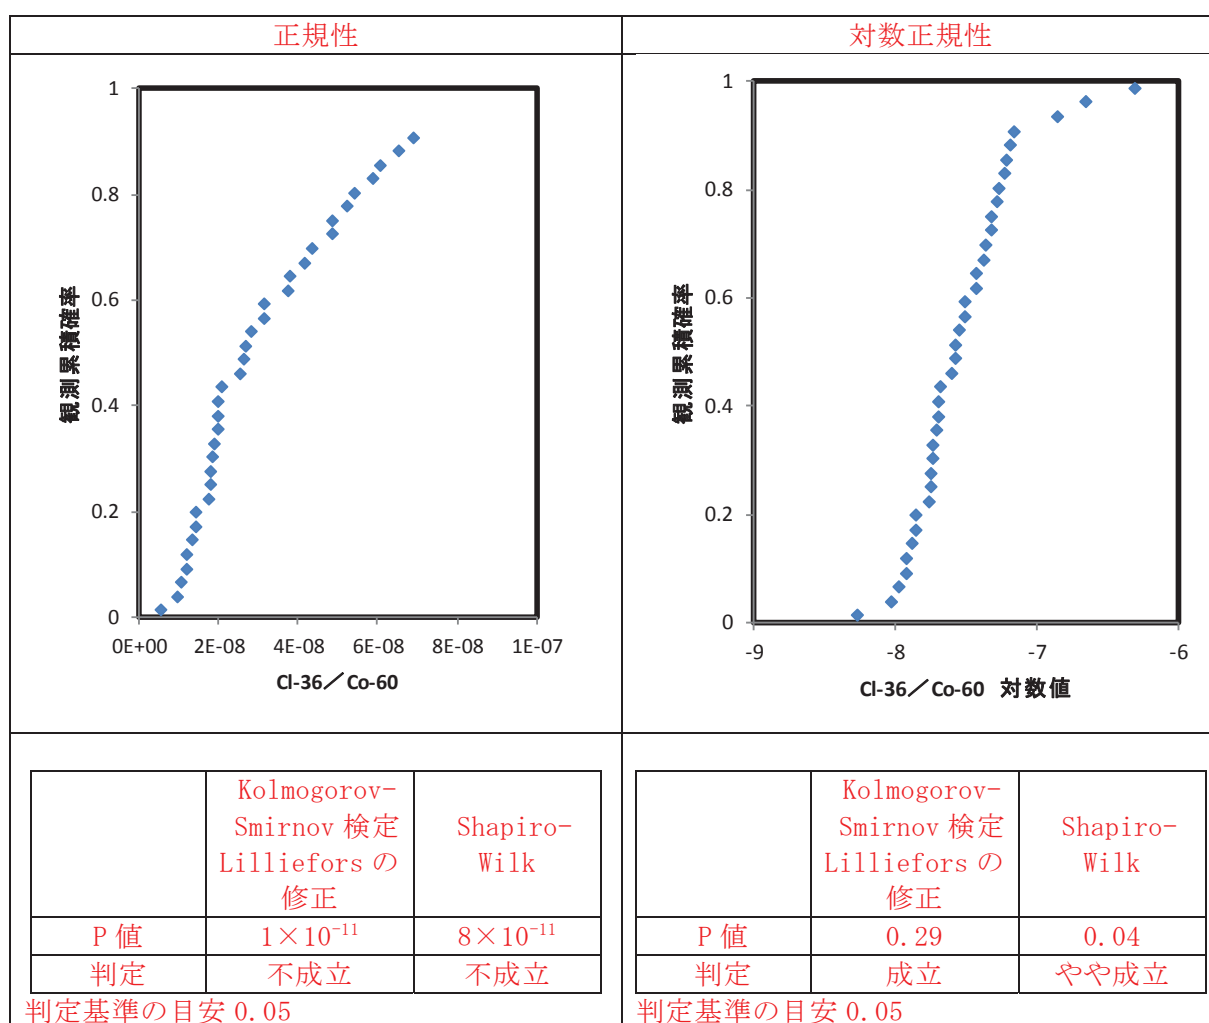 正規性
対数正規性
1
0.8
0.6
0.4
0.2
0
観測累積確率
0E+00 2E-08 4E-08 6E-08 8E-08 1E-07
Cl-36／Co-60
1
0.8
0.6
0.4
0.2
0
観測累積確率
-9 -8 -7 -6
Cl-36／Co-60 対数値
Kolmogorov-
Smirnov 検定
Lilliefors の
修正
Shapiro-
Wilk
P 値 1×10⁻¹¹ 8×10⁻¹¹
判定 不成立 不成立
判定基準の目安 0.05
Kolmogorov-
Smirnov 検定
Lilliefors の
修正
Shapiro-
Wilk
P 値 0.29 0.04
判定 成立 やや成立
判定基準の目安 0.05